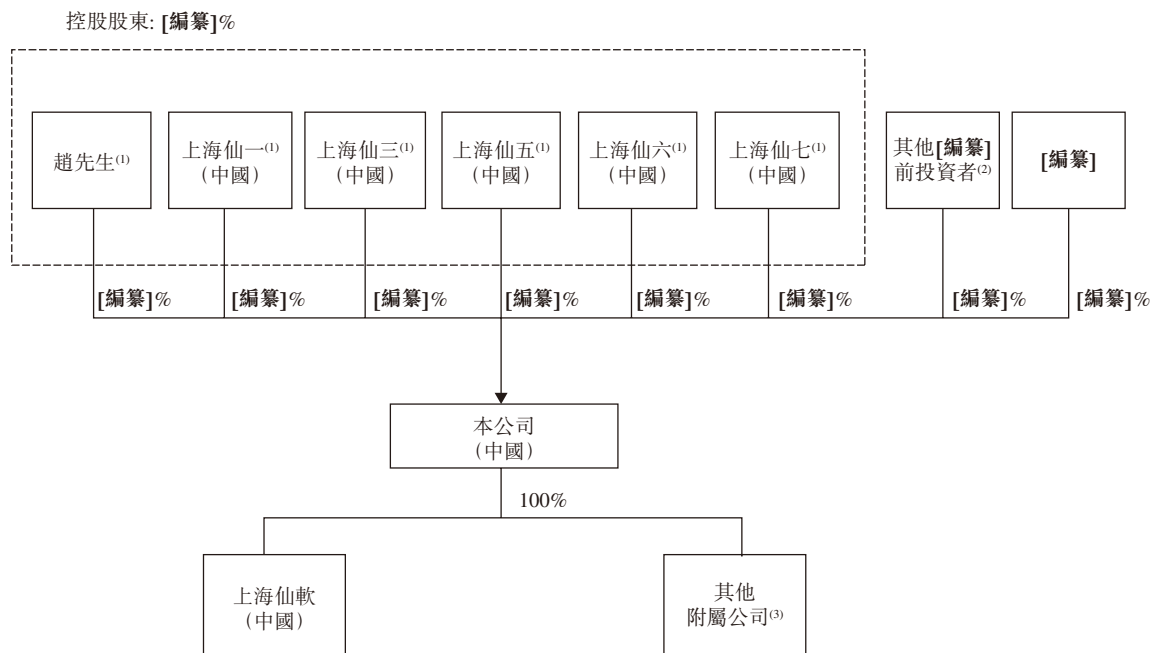 控股股東: [編纂]%
趙先生(1)
上海仙一(1)
（中國）
上海仙三(1)
（中國）
上海仙五(1)
（中國）
上海仙六(1)
（中國）
上海仙七(1)
（中國）
其他[編纂]
前投資者(2)
[編纂]
[編纂]%
[編纂]%
[編纂]%
[編纂]%
[編纂]%
[編纂]%
[編纂]%
[編纂]%
本公司
（中國）
100%
上海仙軟
（中國）
其他
附屬公司(3)